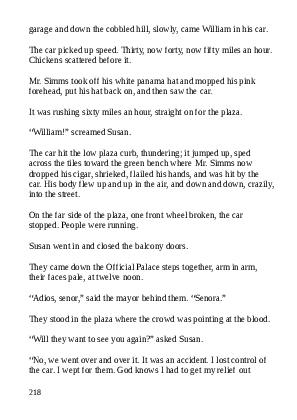 garage and down the cobbled hill, slowly, came William in his car.
The car picked up speed. Thirty, now forty, now fifty miles an hour.
Chickens scattered before it.
Mr. Simms took off his white panama hat and mopped his pink
forehead, put his hat back on, and then saw the car.
It was rushing sixty miles an hour, straight on for the plaza.
“William!” screamed Susan.
The car hit the low plaza curb, thundering; it jumped up, sped
across the tiles toward the green bench where Mr. Simms now
dropped his cigar, shrieked, flailed his hands, and was hit by the
car. His body flew up and up in the air, and down and down, crazily,
into the street.
On the far side of the plaza, one front wheel broken, the car
stopped. People were running.
Susan went in and closed the balcony doors.
They came down the Official Palace steps together, arm in arm,
their faces pale, at twelve noon.
“Adios, senor,” said the mayor behind them. “Senora.”
They stood in the plaza where the crowd was pointing at the blood.
“Will they want to see you again?” asked Susan.
“No, we went over and over it. It was an accident. I lost control of
the car. I wept for them. God knows I had to get my relief out
218